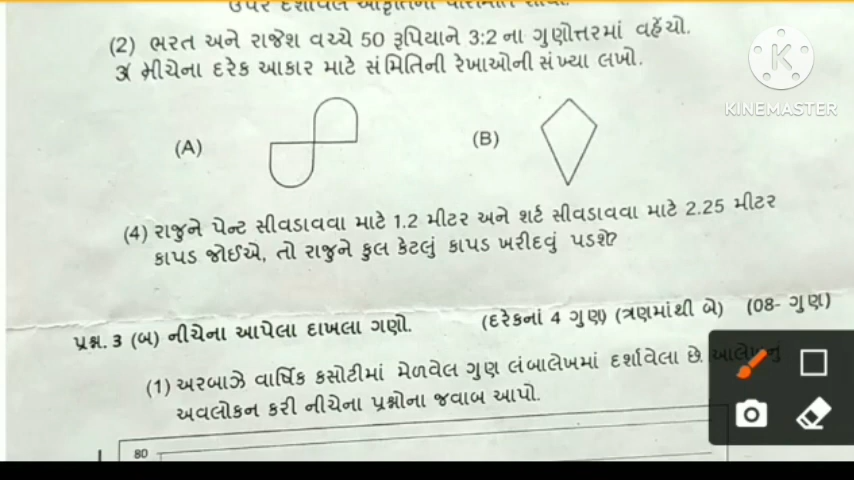 (2) ભરત અને રાજેશ વચ્ચે 50 રૂપિયાને 3:2 ના ગુણોત્તરમાં વહેંચો.
3 નીચેના દરેક આકાર માટે સંમિતિની રેખાઓની સંખ્યા લખો.
KINEMASTER
(A) (B)
(4) રાજુને પેન્ટ સીવડાવવા માટે 1.2 મીટર અને શર્ટ સીવડાવવા માટે 2.25 મીટર
કાપડ જોઈએ, તો રાજુને કુલ કેટલું કાપડ ખરીદવું પડશે?
પ્રશ્ન. 3 (બ) નીચેના આપેલા દાખલા ગણો. (દરેકનાં 4 ગુણ) (ત્રણમાંથી બે) (08- ગુણ)
(1) અરબાઝે વાર્ષિક કસોટીમાં મેળવેલ ગુણ લંબાલેખમાં દર્શાવેલા છે.
અવલોકન કરી નીચેના પ્રશ્નોના જવાબ આપો.
80